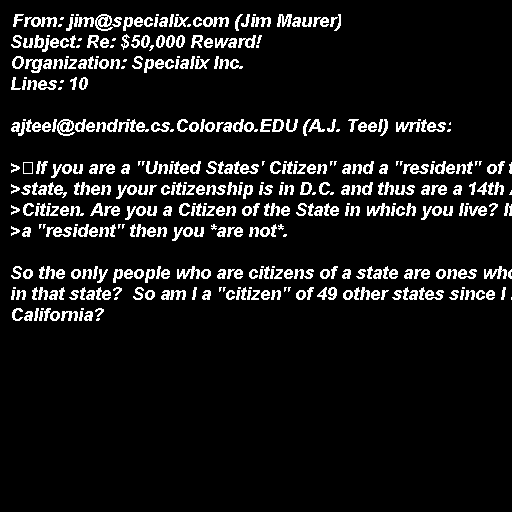 From: jim@specialix.com (Jim Maurer)
Subject: Re: $50,000 Reward!
Organization: Specialix Inc.
Lines: 10

ajteel@dendrite.cs.Colorado.EDU (A.J. Teel) writes:

>If you are a "United States' Citizen" and a "resident" of
>state, then your citizenship is in D.C. and thus are a 14th
>Citizen. Are you a Citizen of the State in which you live?
>a "resident" then you *are not*.

So the only people who are citizens of a state are ones who
in that state?  So am I a "citizen" of 49 other states since I
California?